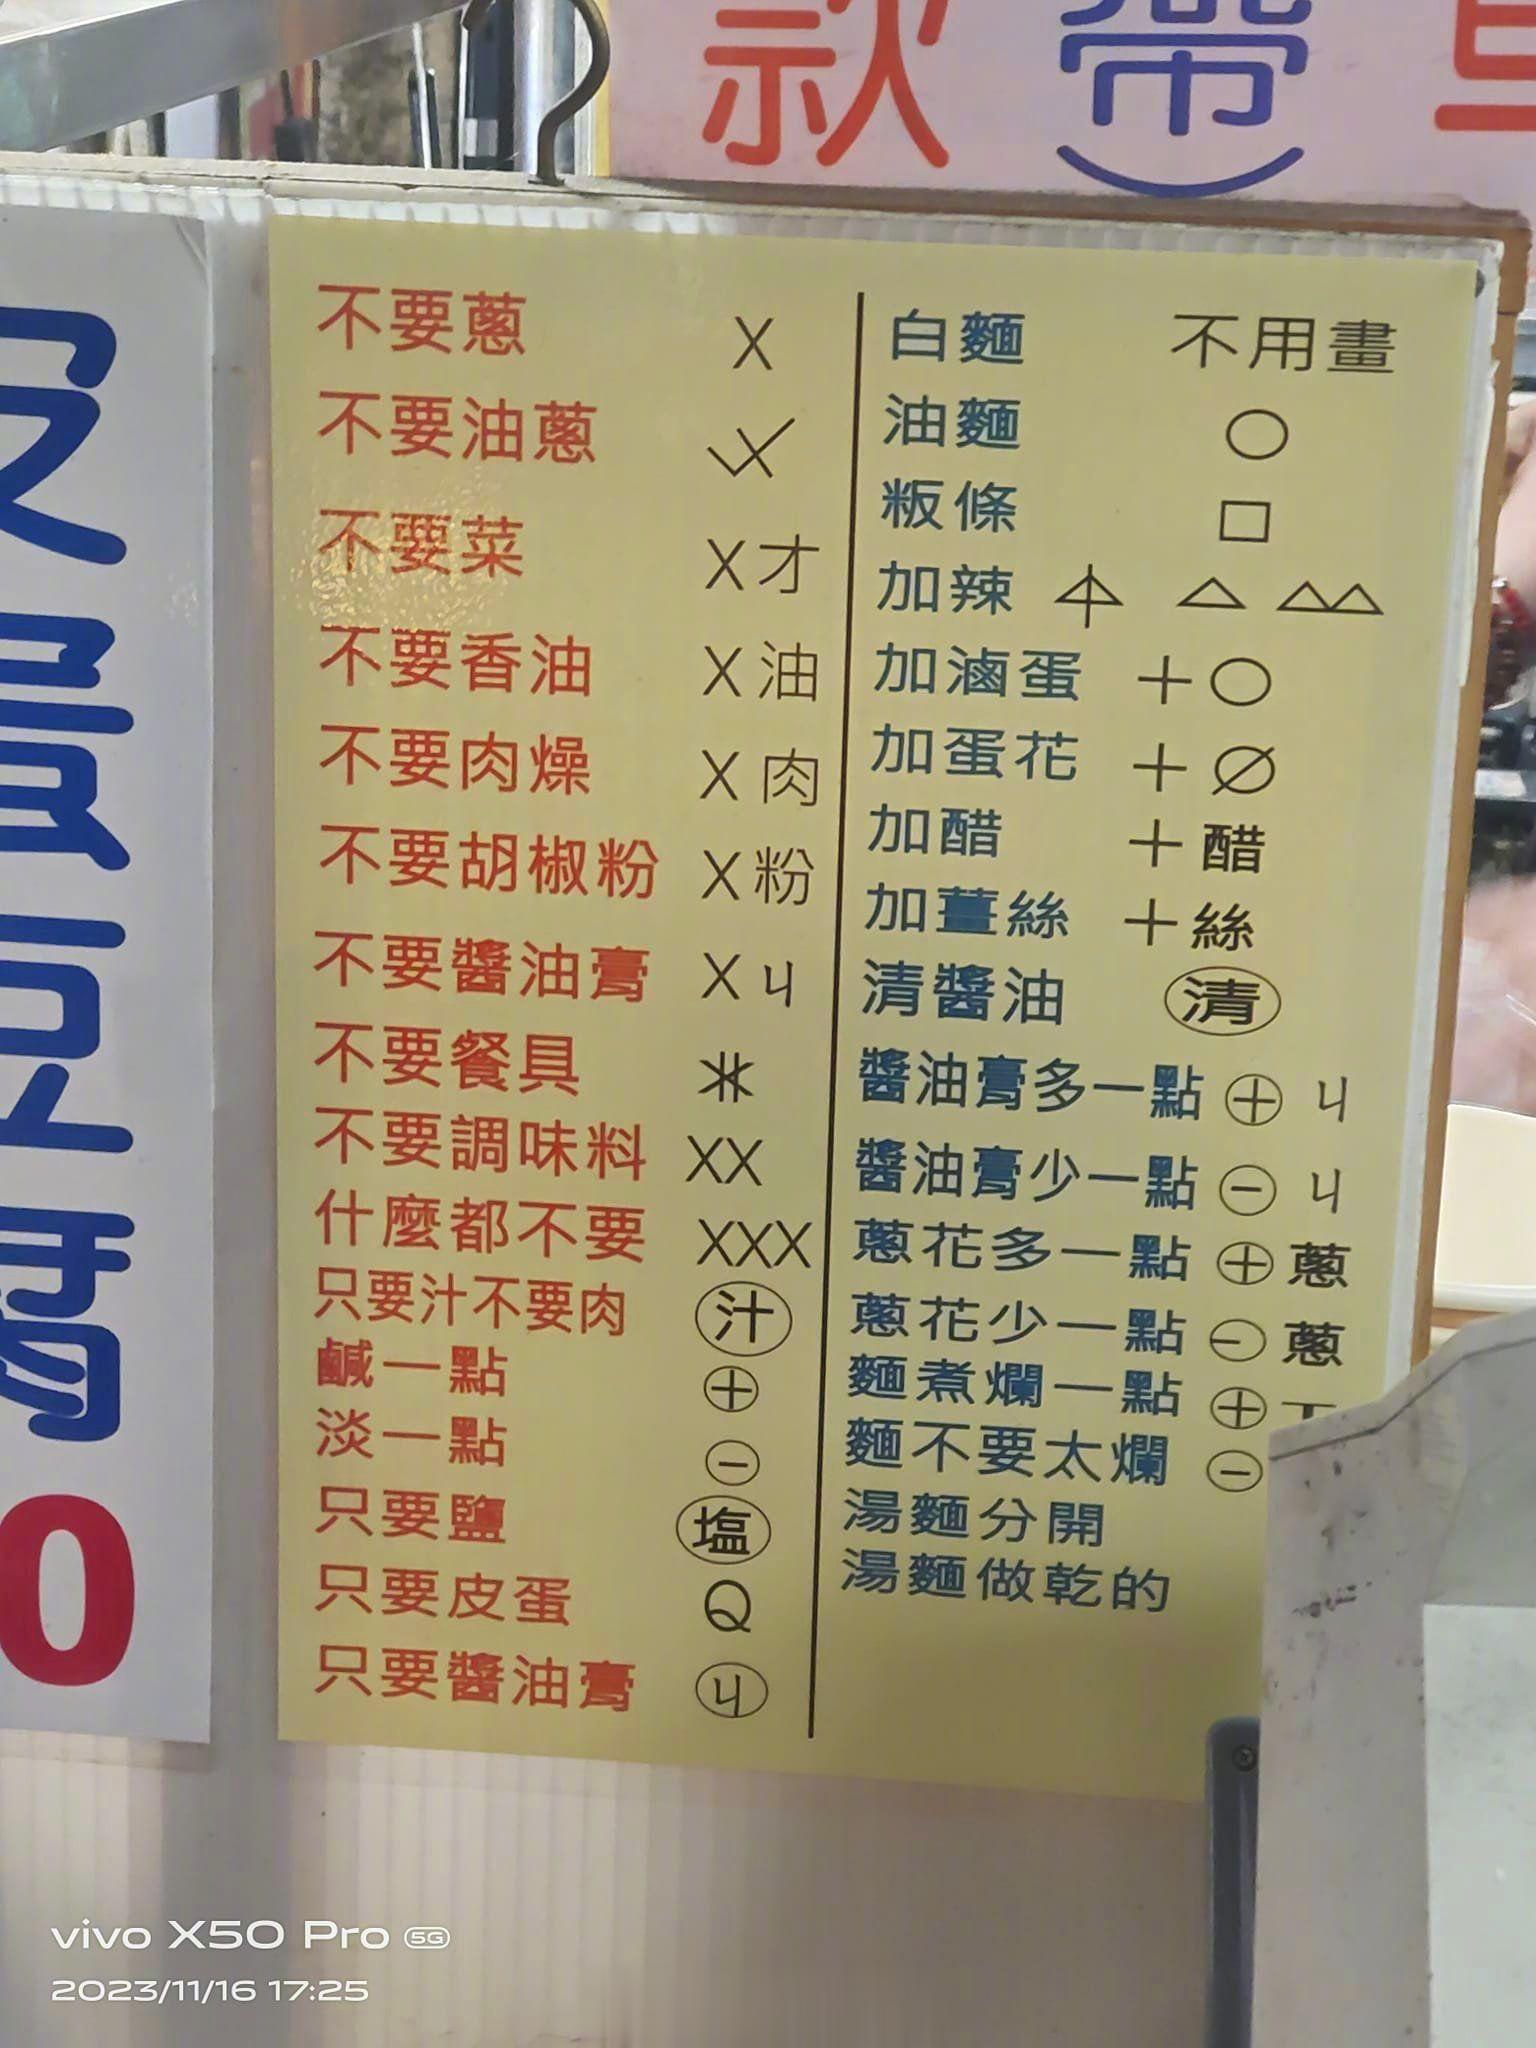 款 帶
不要蔥 X
不要油蔥
不要菜 X才
不要香油 X油
不要肉燥 X肉
不要胡椒粉 X粉
不要醬油膏 Xㄐ
不要餐具
不要調味料 XX
什麼都不要 XXX
只要汁不要肉 汁
鹹一點 ⊕
淡一點 ⊖
只要鹽 塩
只要皮蛋 Q
只要醬油膏 ㄐ
白麵 不用畫
油麵 ○
粄條 □
加辣 △ △△
加滷蛋 +○
加蛋花 +∅
加醋 +醋
加薑絲 +絲
清醬油 清
醬油膏多一點 ⊕ ㄐ
醬油膏少一點 ⊖ ㄐ
蔥花多一點 ⊕ 蔥
蔥花少一點 ⊖ 蔥
麵煮爛一點 ⊕
麵不要太爛 ⊖
湯麵分開
湯麵做乾的
0
vivo X50 Pro 5G
2023/11/16 17:25